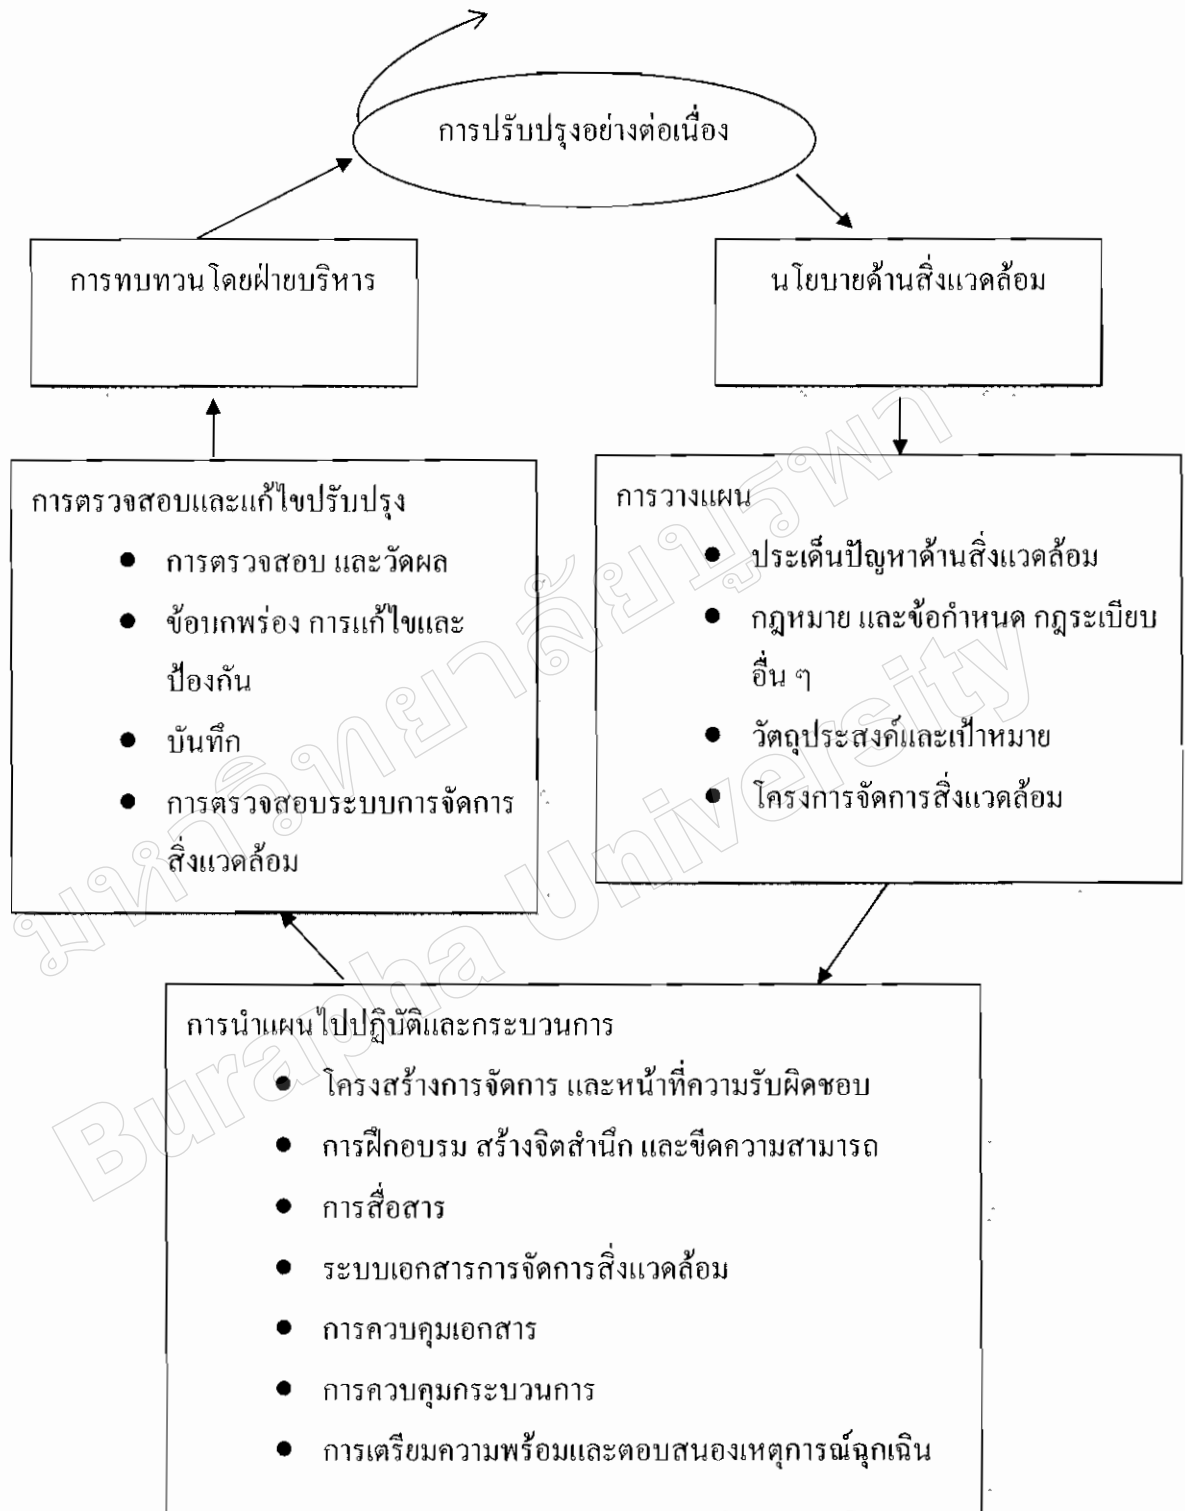 การปรับปรุงอย่างต่อเนื่อง
การทบทวนโดยฝ่ายบริหาร
นโยบายด้านสิ่งแวดล้อม
การตรวจสอบและแก้ไขปรับปรุง
● การตรวจสอบ และวัดผล
● ข้อบกพร่อง การแก้ไขและ
ป้องกัน
● บันทึก
● การตรวจสอบระบบการจัดการ
สิ่งแวดล้อม
การวางแผน
● ประเด็นปัญหาด้านสิ่งแวดล้อม
● กฎหมาย และข้อกำหนด กฎระเบียบ
อื่น ๆ
● วัตถุประสงค์และเป้าหมาย
● โครงการจัดการสิ่งแวดล้อม
การนำแผนไปปฏิบัติและกระบวนการ
● โครงสร้างการจัดการ และหน้าที่ความรับผิดชอบ
● การฝึกอบรม สร้างจิตสำนึก และขีดความสามารถ
● การสื่อสาร
● ระบบเอกสารการจัดการสิ่งแวดล้อม
● การควบคุมเอกสาร
● การควบคุมกระบวนการ
● การเตรียมความพร้อมและตอบสนองเหตุการณ์ฉุกเฉิน
มหาวิทยาลัยบูรพา
Burapha University